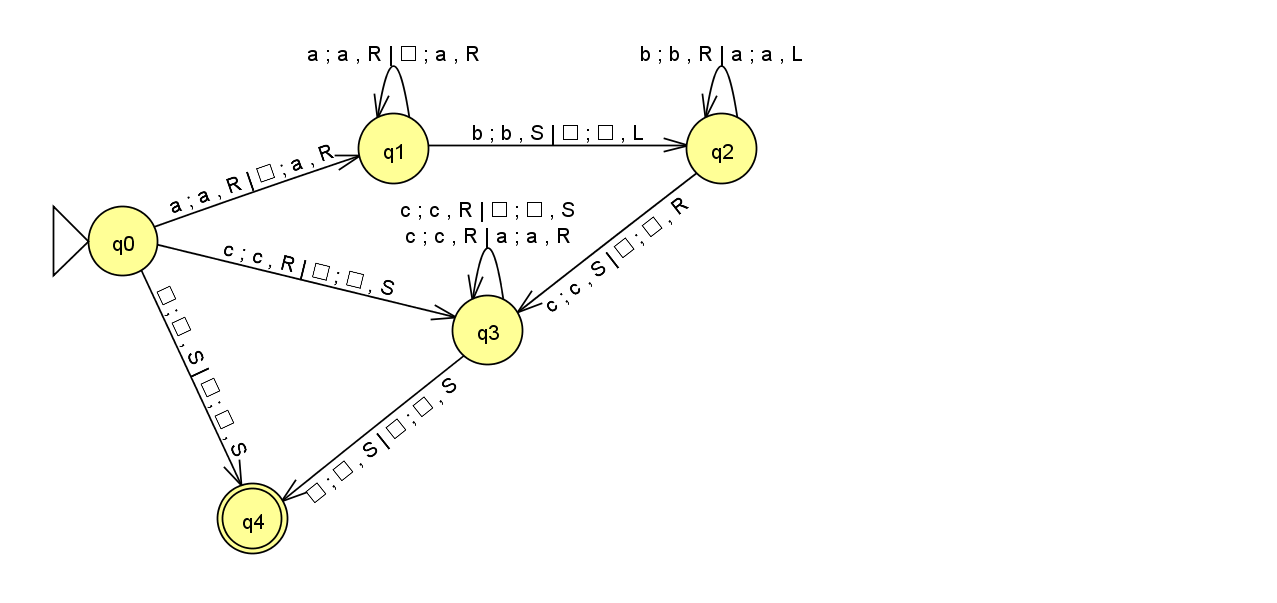 a ; a , R | □ ; a , R
b ; b , R | a ; a , L
b ; b , S | □ ; □ , L
q1
q2
a ; a , R | □ ; a , R
c ; c , R | □ ; □ , S
c ; c , R | a ; a , R
q0
c ; c , R | □ ; □ , S
c ; c , S | □ ; □ , R
q3
□ ; □ , S | □ ; □ , S
□ ; □ , S | □ ; □ , S
q4